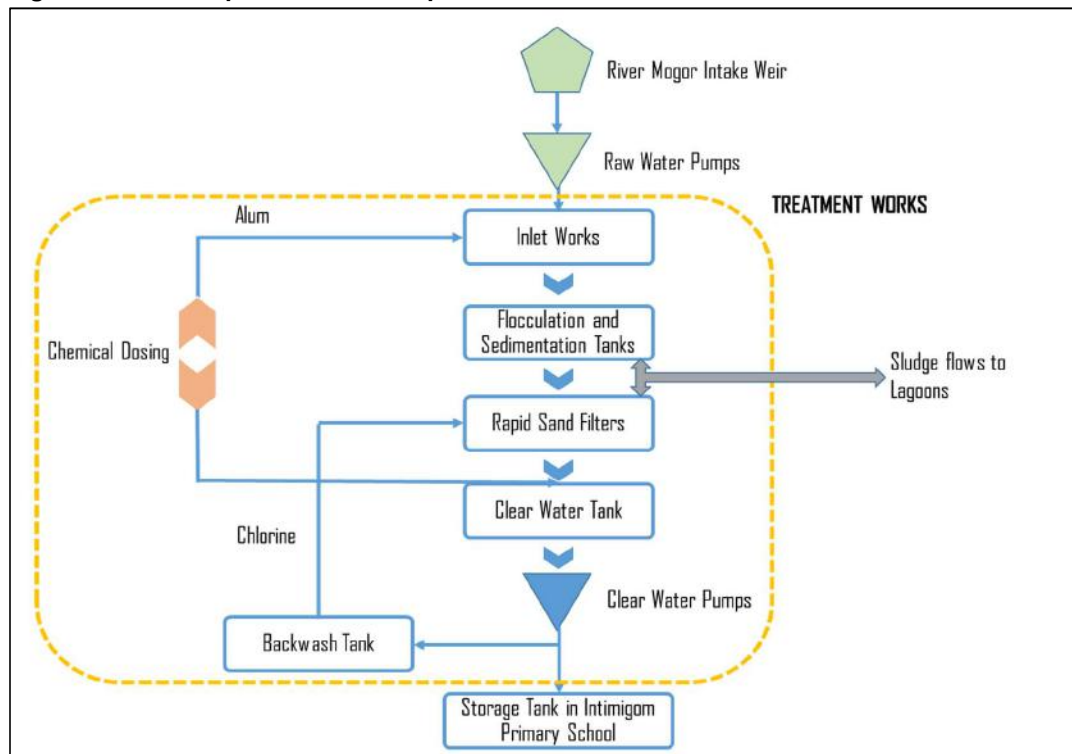 River Mogor Intake Weir
Raw Water Pumps
TREATMENT WORKS
Alum
Inlet Works
Flocculation and
Sedimentation Tanks
Chemical Dosing
Sludge flows to
Lagoons
Rapid Sand Filters
Clear Water Tank
Chlorine
Clear Water Pumps
Backwash Tank
Storage Tank in Intimigom
Primary School